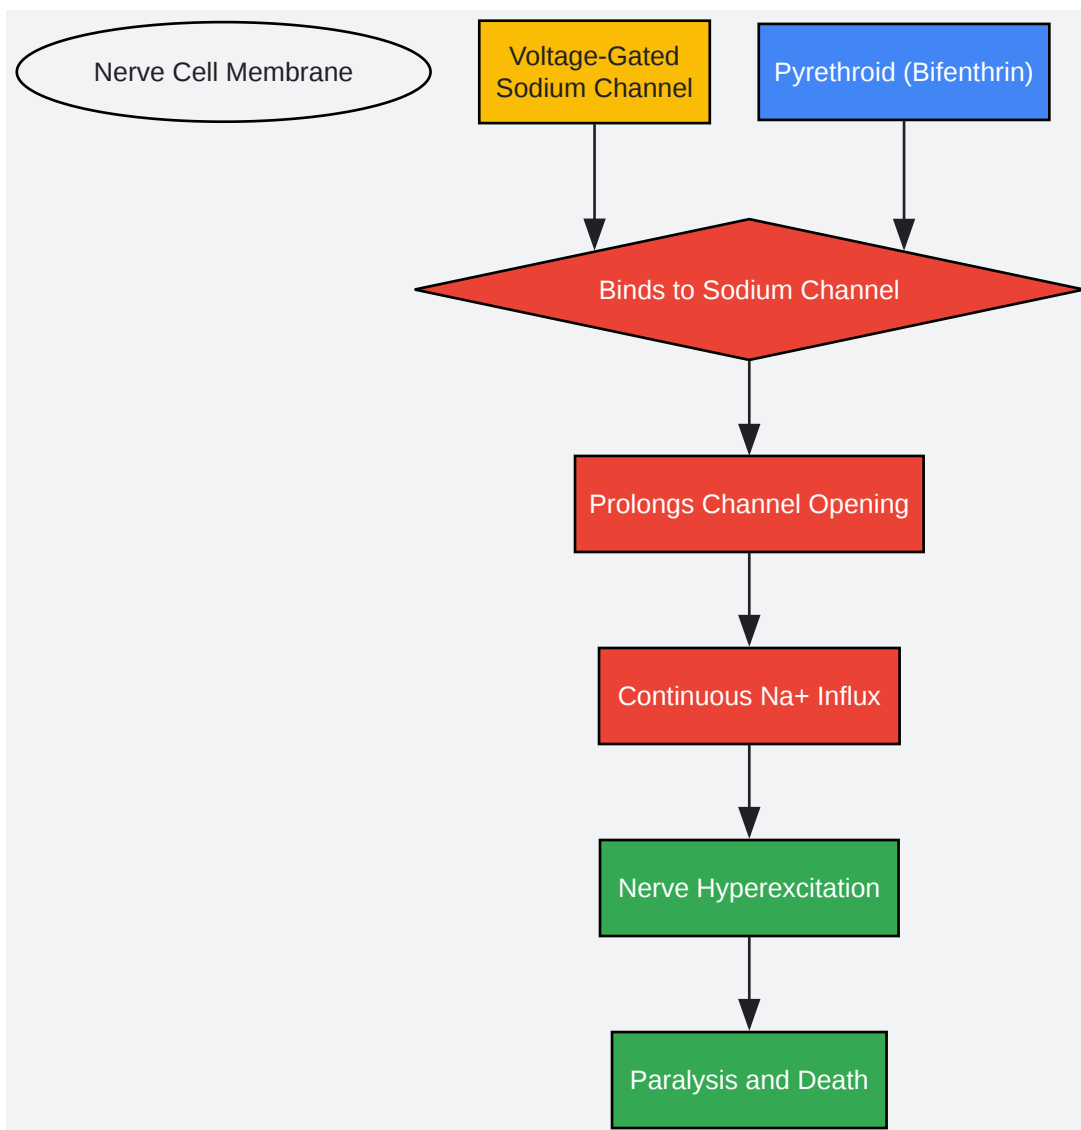 Nerve Cell Membrane
Voltage-Gated
Sodium Channel
Pyrethroid (Bifenthrin)
Binds to Sodium Channel
Prolongs Channel Opening
Continuous Na+ Influx
Nerve Hyperexcitation
Paralysis and Death